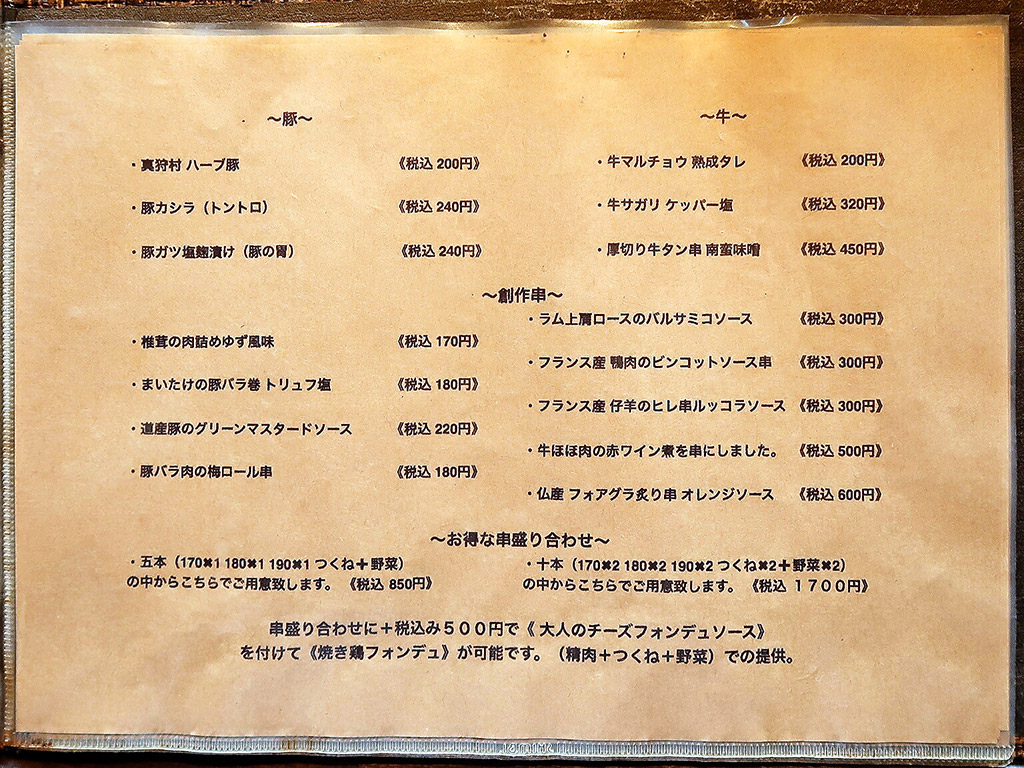 〜豚〜
・真狩村 ハーブ豚 《税込 200円》
・豚カシラ（トントロ） 《税込 240円》
・豚ガツ塩麹漬け（豚の胃） 《税込 240円》
〜牛〜
・牛マルチョウ 熟成タレ 《税込 200円》
・牛サガリ ケッパー塩 《税込 320円》
・厚切り牛タン串 南蛮味噌 《税込 450円》
〜創作串〜
・椎茸の肉詰めゆず風味 《税込 170円》
・まいたけの豚バラ巻 トリュフ塩 《税込 180円》
・道産豚のグリーンマスタードソース 《税込 220円》
・豚バラ肉の梅ロール串 《税込 180円》
・ラム上肩ロースのバルサミコソース 《税込 300円》
・フランス産 鴨肉のビンコットソース串 《税込 300円》
・フランス産 仔羊のヒレ串ルッコラソース 《税込 300円》
・牛ほほ肉の赤ワイン煮を串にしました。 《税込 500円》
・仏産 フォアグラ炙り串 オレンジソース 《税込 600円》
〜お得な串盛り合わせ〜
・五本（170✖1 180✖1 190✖1 つくね➕野菜）
の中からこちらでご用意致します。 《税込 850円》
・十本（170✖2 180✖2 190✖2 つくね✖2➕野菜✖2）
の中からこちらでご用意致します。 《税込 １７００円》
串盛り合わせに＋税込み５００円で《 大人のチーズフォンデュソース》
を付けて《焼き鶏フォンデュ》が可能です。（精肉＋つくね＋野菜）での提供。